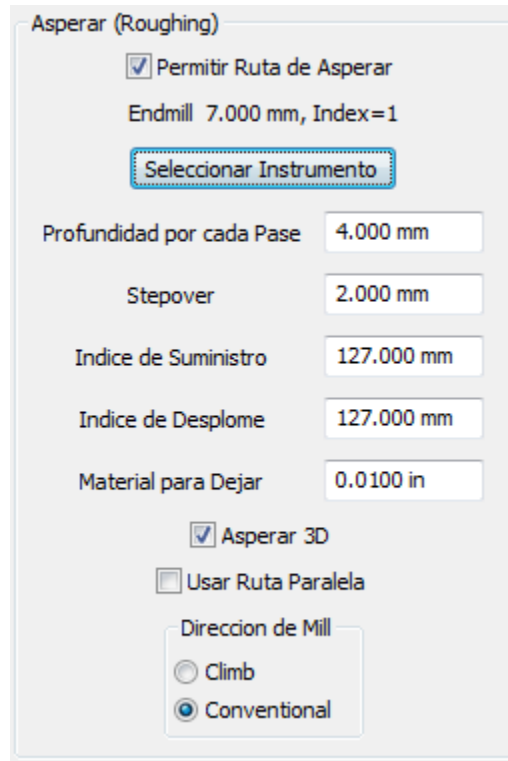 Asperar (Roughing)
Permitir Ruta de Asperar
Endmill 7.000 mm, Index=1
Seleccionar Instrumento
Profundidad por cada Pase 4.000 mm
Stepover 2.000 mm
Indice de Suministro 127.000 mm
Indice de Desplome 127.000 mm
Material para Dejar 0.0100 in
Asperar 3D
Usar Ruta Paralela
Direccion de Mill
Climb
Conventional